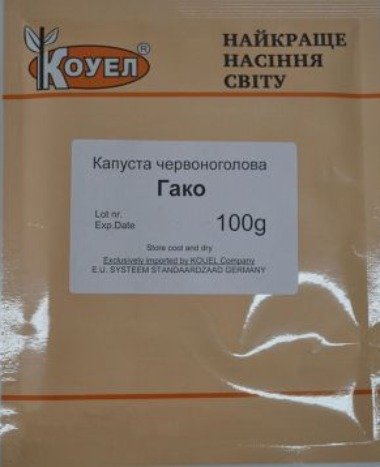 КОУЕЛ®
НАЙКРАЩЕ
НАСІННЯ
СВІТУ
Капуста червоноголова
Гако
Lot nr.
Exp.Date
100g
Store cool and dry
Exclusively imported by KOUEL Company
E.U. SYSTEEM STANDAARDZAAD GERMANY